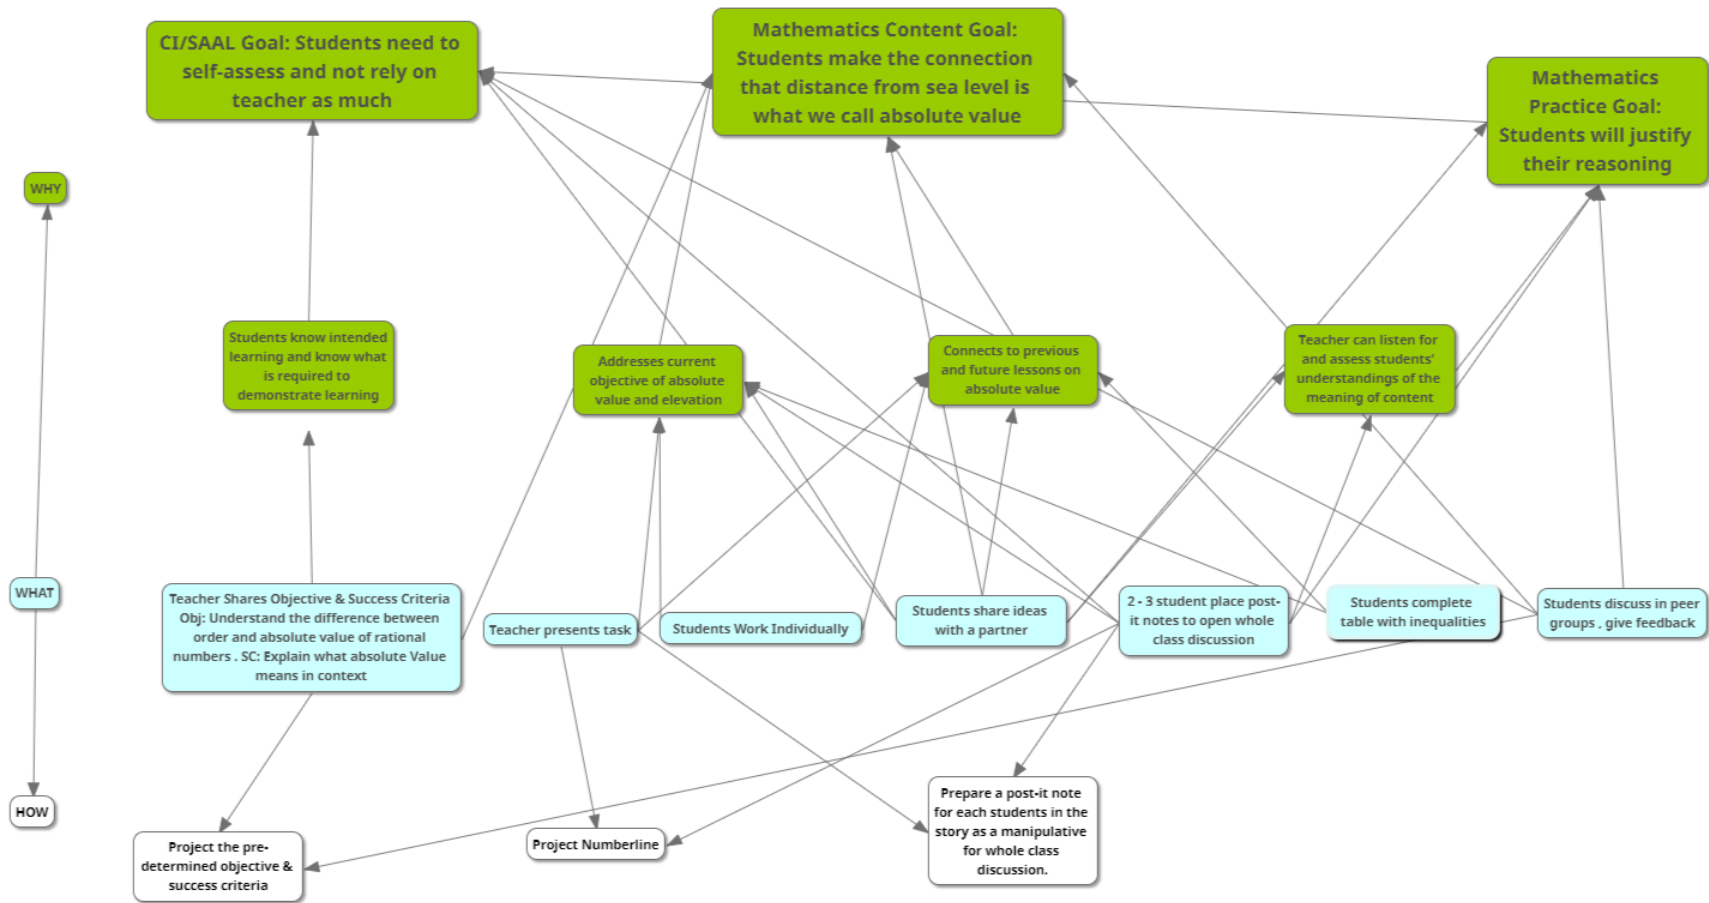 CI/SAAL Goal: Students need to
self-assess and not rely on
teacher as much
Mathematics Content Goal:
Students make the connection
that distance from sea level is
what we call absolute value
Mathematics
Practice Goal:
Students will justify
their reasoning
WHY
Students know intended
learning and know what
is required to
demonstrate learning
Addresses current
objective of absolute
value and elevation
Connects to previous
and future lessons on
absolute value
Teacher can listen for
and assess students'
understandings of the
meaning of content
WHAT
Teacher Shares Objective & Success Criteria
Obj: Understand the difference between
order and absolute value of rational
numbers . SC: Explain what absolute Value
means in context
Teacher presents task
Students Work Individually
Students share ideas
with a partner
2 - 3 student place post-
it notes to open whole
class discussion
Students complete
table with inequalities
Students discuss in peer
groups , give feedback
HOW
Project the pre-
determined objective &
success criteria
Project Numberline
Prepare a post-it note
for each students in the
story as a manipulative
for whole class
discussion.